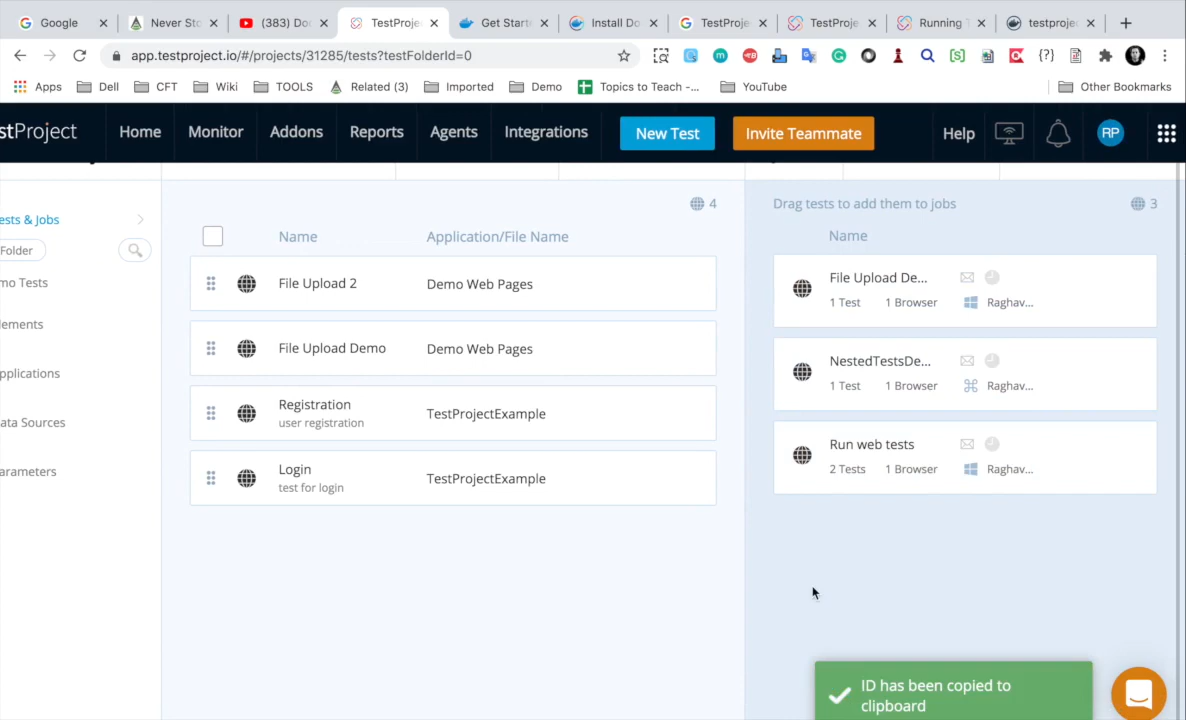 Google
Never Sto
(383) Doc
TestProje
Get Starte
Install Do
TestProje
TestProje
Running T
testprojec
app.testproject.io/#/projects/31285/tests?testFolderId=0
Apps
Dell
CFT
Wiki
TOOLS
Related (3)
Imported
Demo
Topics to Teach -...
YouTube
Other Bookmarks
stProject
Home
Monitor
Addons
Reports
Agents
Integrations
New Test
Invite Teammate
Help
RP
ests & Jobs
Folder
mo Tests
lements
pplications
ata Sources
arameters
4
Name
Application/File Name
File Upload 2
Demo Web Pages
File Upload Demo
Demo Web Pages
Registration
user registration
TestProjectExample
Login
test for login
TestProjectExample
Drag tests to add them to jobs
3
Name
File Upload De...
1 Test
1 Browser
Raghav...
NestedTestsDe...
1 Test
1 Browser
Raghav...
Run web tests
2 Tests
1 Browser
Raghav...
ID has been copied to
clipboard